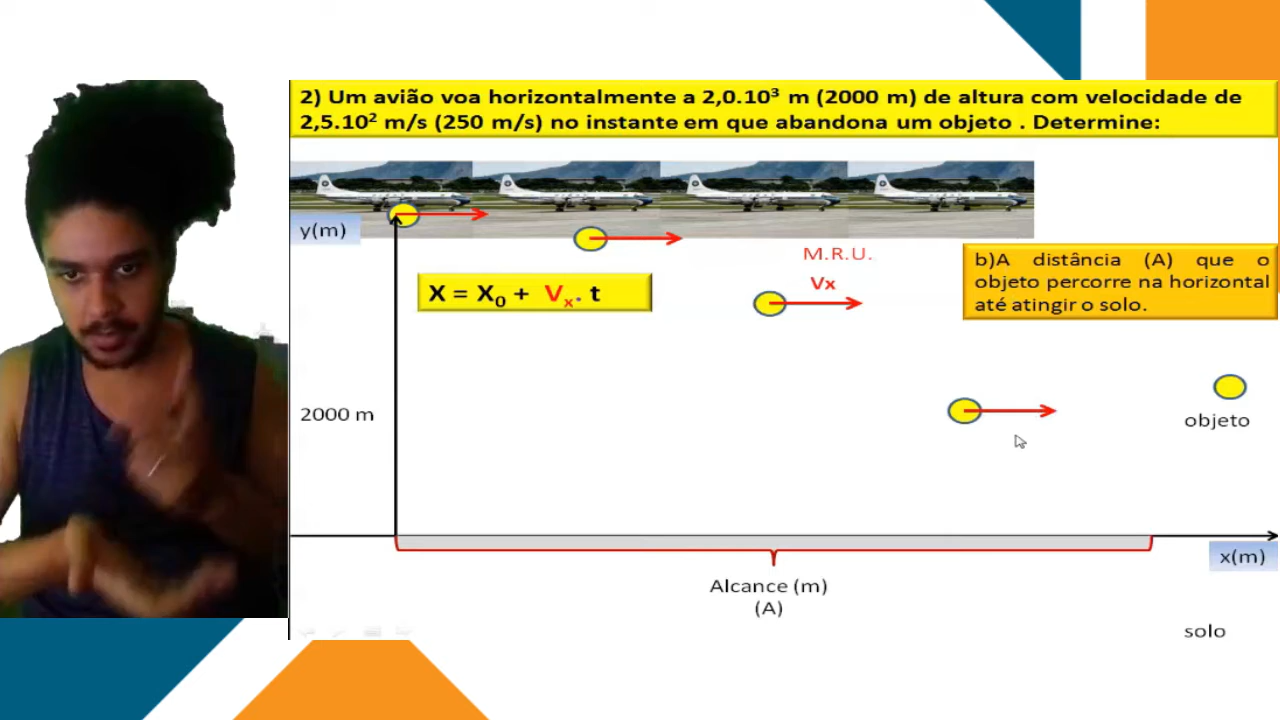 2) Um avião voa horizontalmente a 2,0.10³ m (2000 m) de altura com velocidade de
2,5.10² m/s (250 m/s) no instante em que abandona um objeto . Determine:
y(m)
M.R.U.
Vx
X = X₀ + Vₓ. t
b)A distância (A) que o
objeto percorre na horizontal
até atingir o solo.
2000 m
objeto
x(m)
Alcance (m)
(A)
solo